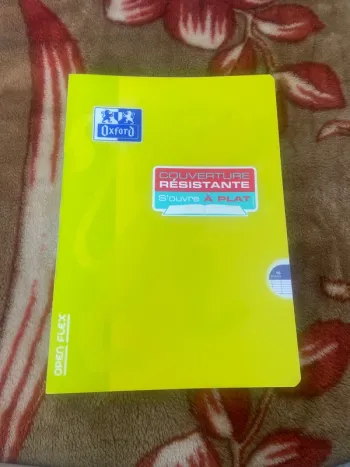 Oxford
COUVERTURE
RÉSISTANTE
S'ouvre À PLAT
OPEN FLEX